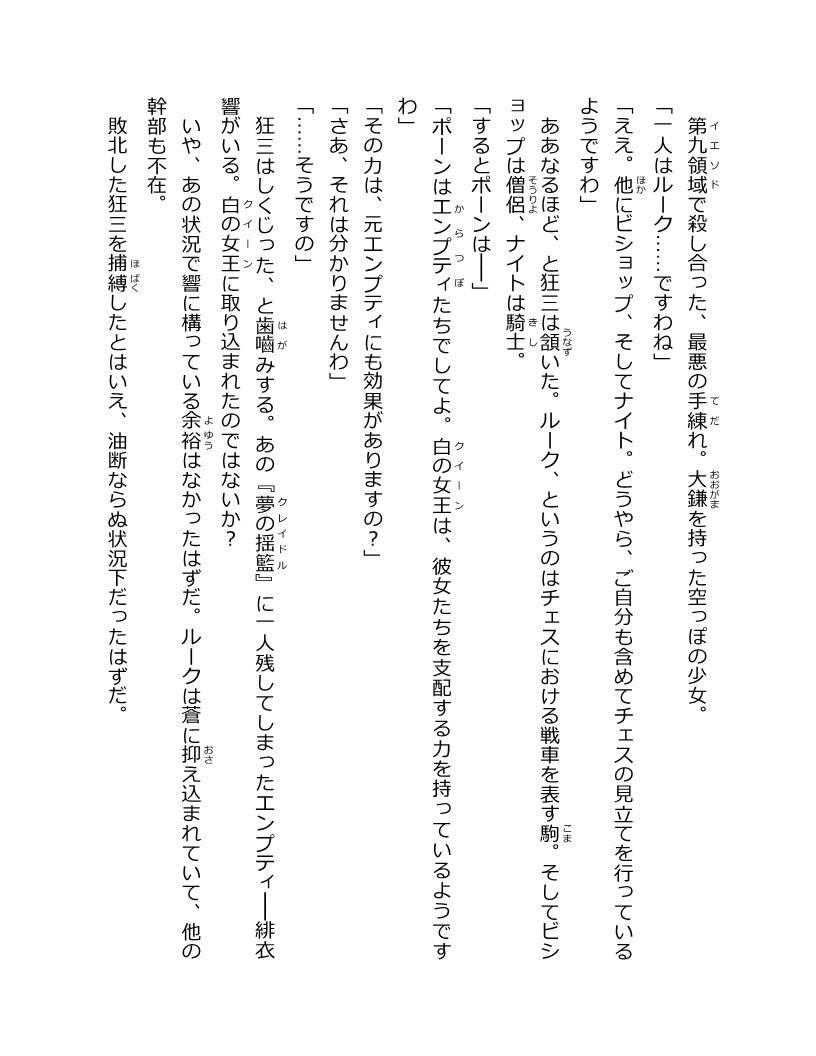 第九領域で殺し合った、最悪の手練れ。大鎌を持った空っぽの少女。
「一人はルーク……ですわね」
「ええ。他にビショップ、そしてナイト。どうやら、ご自分も含めてチェスの見立てを行っている
ようですわ」
ああなるほど、と狂三は頷いた。ルーク、というのはチェスにおける戦車を表す駒。そしてビシ
ョップは僧侶、ナイトは騎士。
「するとポーンは──」
「ポーンはエンプティたちでしてよ。白の女王は、彼女たちを支配する力を持っているようです
わ」
「その力は、元エンプティにも効果がありますの？」
「さあ、それは分かりませんわ」
「……そうですの」
狂三はしくじった、と歯嚙みする。あの『夢の揺籃』に一人残してしまったエンプティ──緋衣
響がいる。白の女王に取り込まれたのではないか？
いや、あの状況で響に構っている余裕はなかったはずだ。ルークは蒼に抑え込まれていて、他の
幹部も不在。
敗北した狂三を捕縛したとはいえ、油断ならぬ状況下だったはずだ。